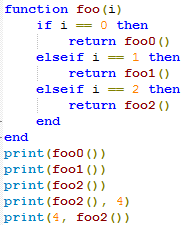 function foo(i)
    if i == 0 then
        return foo0()
    elseif i == 1 then
        return foo1()
    elseif i == 2 then
        return foo2()
    end
end
print(foo0())
print(foo1())
print(foo2())
print(foo2(), 4)
print(4, foo2())